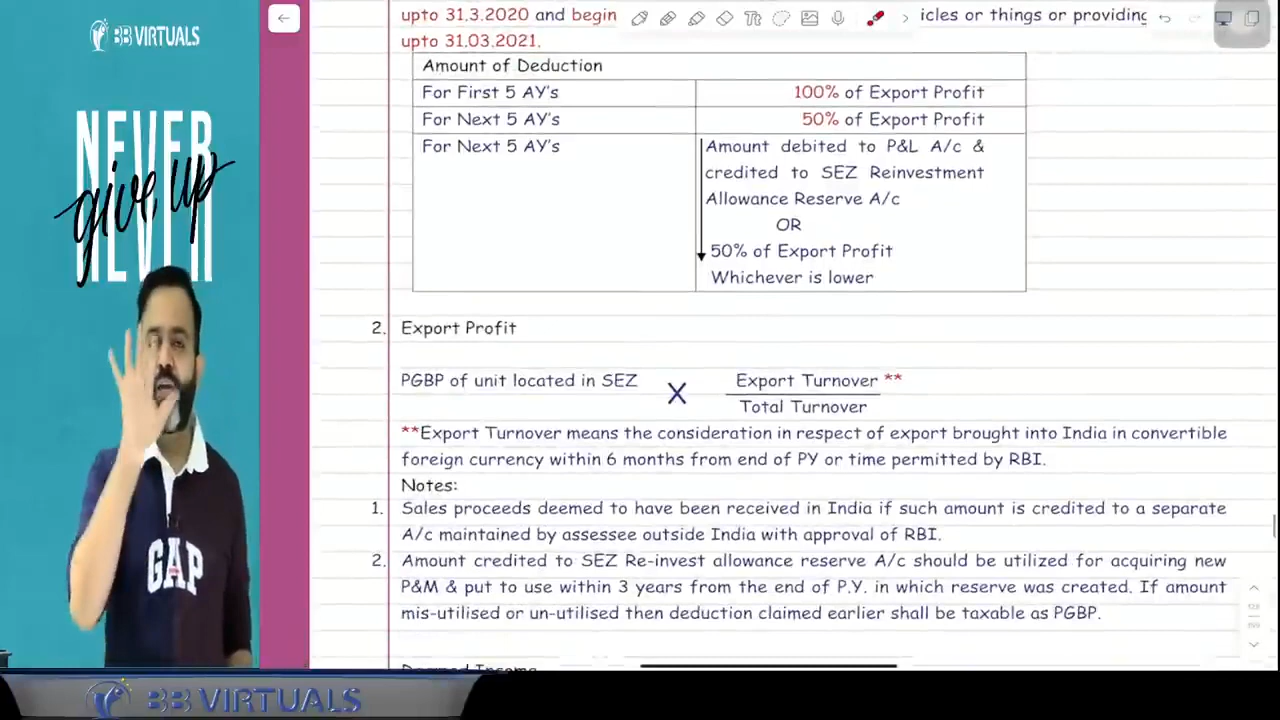 BB VIRTUALS
NEVER
give up
NEVER
GAP
upto 31.3.2020 and begin
icles or things or providing
upto 31.03.2021.
Amount of Deduction
For First 5 AY's 100% of Export Profit
For Next 5 AY's 50% of Export Profit
For Next 5 AY's Amount debited to P&L A/c &
credited to SEZ Reinvestment
Allowance Reserve A/c
OR
50% of Export Profit
Whichever is lower
2. Export Profit
PGBP of unit located in SEZ X Export Turnover **
Total Turnover
**Export Turnover means the consideration in respect of export brought into India in convertible
foreign currency within 6 months from end of PY or time permitted by RBI.
Notes:
1. Sales proceeds deemed to have been received in India if such amount is credited to a separate
A/c maintained by assessee outside India with approval of RBI.
2. Amount credited to SEZ Re-invest allowance reserve A/c should be utilized for acquiring new
P&M & put to use within 3 years from the end of P.Y. in which reserve was created. If amount
mis-utilised or un-utilised then deduction claimed earlier shall be taxable as PGBP.
Deemed Income
BB VIRTUALS